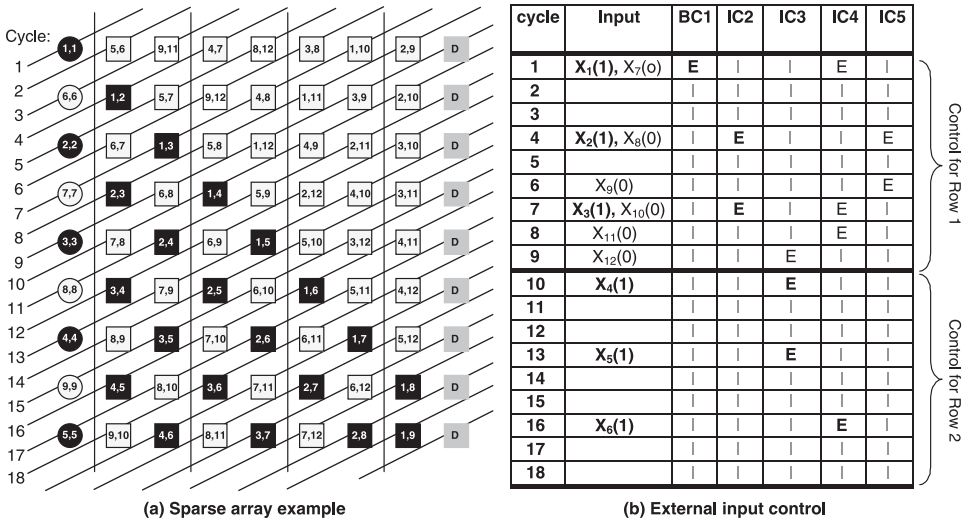 Cycle:
1,1 5,6 9,11 4,7 8,12 3,8 1,10 2,9 D
1
2
6,6 1,2 5,7 9,12 4,8 1,11 3,9 2,10 D
3
4
2,2 6,7 1,3 5,8 1,12 4,9 2,11 3,10 D
5
6
7,7 2,3 6,8 1,4 5,9 2,12 4,10 3,11 D
7
8
3,3 7,8 2,4 6,9 1,5 5,10 3,12 4,11 D
9
10
8,8 3,4 7,9 2,5 6,10 1,6 5,11 4,12 D
11
12
4,4 8,9 3,5 7,10 2,6 6,11 1,7 5,12 D
13
14
9,9 4,5 8,10 3,6 7,11 2,7 6,12 1,8 D
15
16
5,5 9,10 4,6 8,11 3,7 7,12 2,8 1,9 D
17
18
(a) Sparse array example
cycle Input BC1 IC2 IC3 IC4 IC5
1 X1(1), X7(o) E I I E I
2 I I I I I
3 I I I I I
4 X2(1), X8(0) I E I I E
5 I I I I I
6 X9(0) I I I I E
7 X3(1), X10(0) I E I E I
8 X11(0) I I I E I
9 X12(0) I I E I I
10 X4(1) I I E I I
11 I I I I I
12 I I I I I
13 X5(1) I I E I I
14 I I I I I
15 I I I I I
16 X6(1) I I I E I
17 I I I I I
18 I I I I I
Control for Row 1
Control for Row 2
(b) External input control